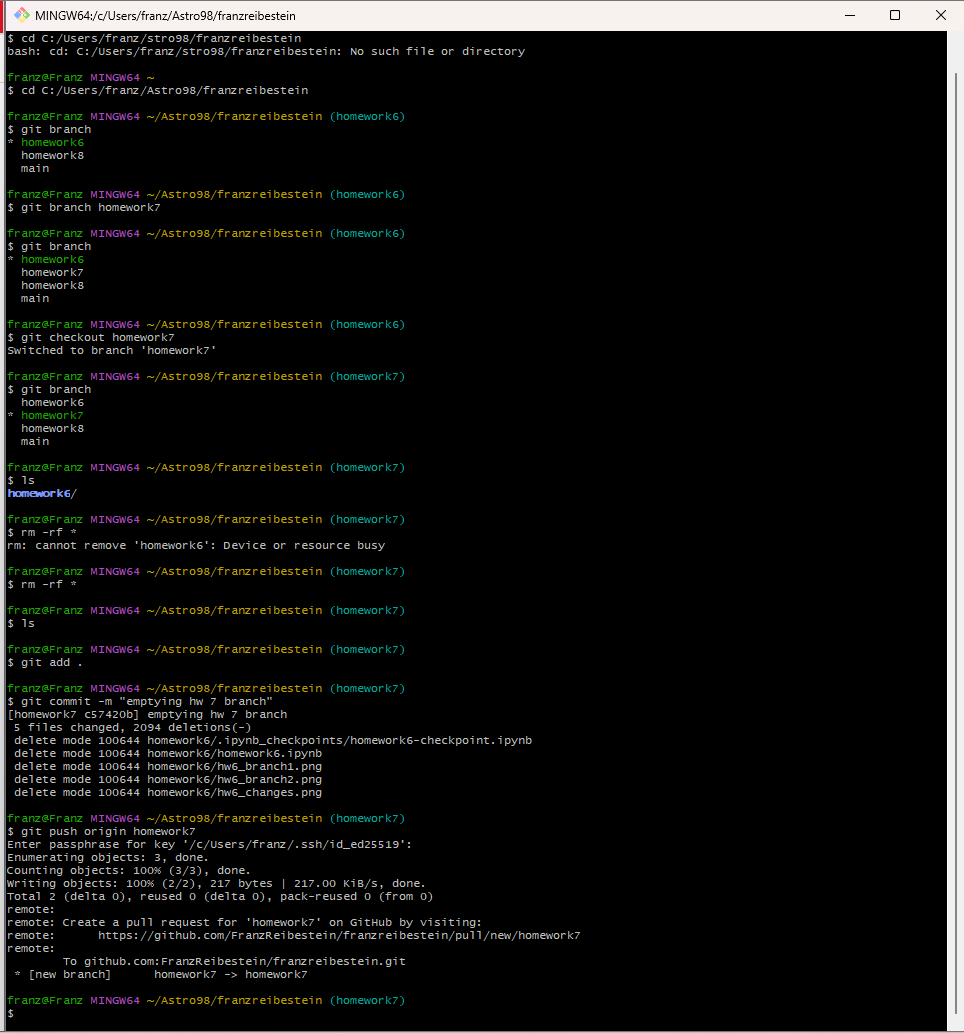 MINGW64:/c/Users/franz/Astro98/franzreibestein
$ cd C:/Users/franz/stro98/franzreibestein
bash: cd: C:/Users/franz/stro98/franzreibestein: No such file or directory
franz@Franz MINGW64 ~
$ cd C:/Users/franz/Astro98/franzreibestein
franz@Franz MINGW64 ~/Astro98/franzreibestein (homework6)
$ git branch
* homework6
  homework8
  main
franz@Franz MINGW64 ~/Astro98/franzreibestein (homework6)
$ git branch homework7
franz@Franz MINGW64 ~/Astro98/franzreibestein (homework6)
$ git branch
* homework6
  homework7
  homework8
  main
franz@Franz MINGW64 ~/Astro98/franzreibestein (homework6)
$ git checkout homework7
Switched to branch 'homework7'
franz@Franz MINGW64 ~/Astro98/franzreibestein (homework7)
$ git branch
  homework6
* homework7
  homework8
  main
franz@Franz MINGW64 ~/Astro98/franzreibestein (homework7)
$ ls
homework6/
franz@Franz MINGW64 ~/Astro98/franzreibestein (homework7)
$ rm -rf *
rm: cannot remove 'homework6': Device or resource busy
franz@Franz MINGW64 ~/Astro98/franzreibestein (homework7)
$ rm -rf *
franz@Franz MINGW64 ~/Astro98/franzreibestein (homework7)
$ ls
franz@Franz MINGW64 ~/Astro98/franzreibestein (homework7)
$ git add .
franz@Franz MINGW64 ~/Astro98/franzreibestein (homework7)
$ git commit -m "emptying hw 7 branch"
[homework7 c57420b] emptying hw 7 branch
 5 files changed, 2094 deletions(-)
 delete mode 100644 homework6/.ipynb_checkpoints/homework6-checkpoint.ipynb
 delete mode 100644 homework6/homework6.ipynb
 delete mode 100644 homework6/hw6_branch1.png
 delete mode 100644 homework6/hw6_branch2.png
 delete mode 100644 homework6/hw6_changes.png
franz@Franz MINGW64 ~/Astro98/franzreibestein (homework7)
$ git push origin homework7
Enter passphrase for key '/c/Users/franz/.ssh/id_ed25519':
Enumerating objects: 3, done.
Counting objects: 100% (3/3), done.
Writing objects: 100% (2/2), 217 bytes | 217.00 KiB/s, done.
Total 2 (delta 0), reused 0 (delta 0), pack-reused 0 (from 0)
remote:
remote: Create a pull request for 'homework7' on GitHub by visiting:
remote:      https://github.com/FranzReibestein/franzreibestein/pull/new/homework7
remote:
        To github.com:FranzReibestein/franzreibestein.git
 * [new branch]      homework7 -> homework7
franz@Franz MINGW64 ~/Astro98/franzreibestein (homework7)
$